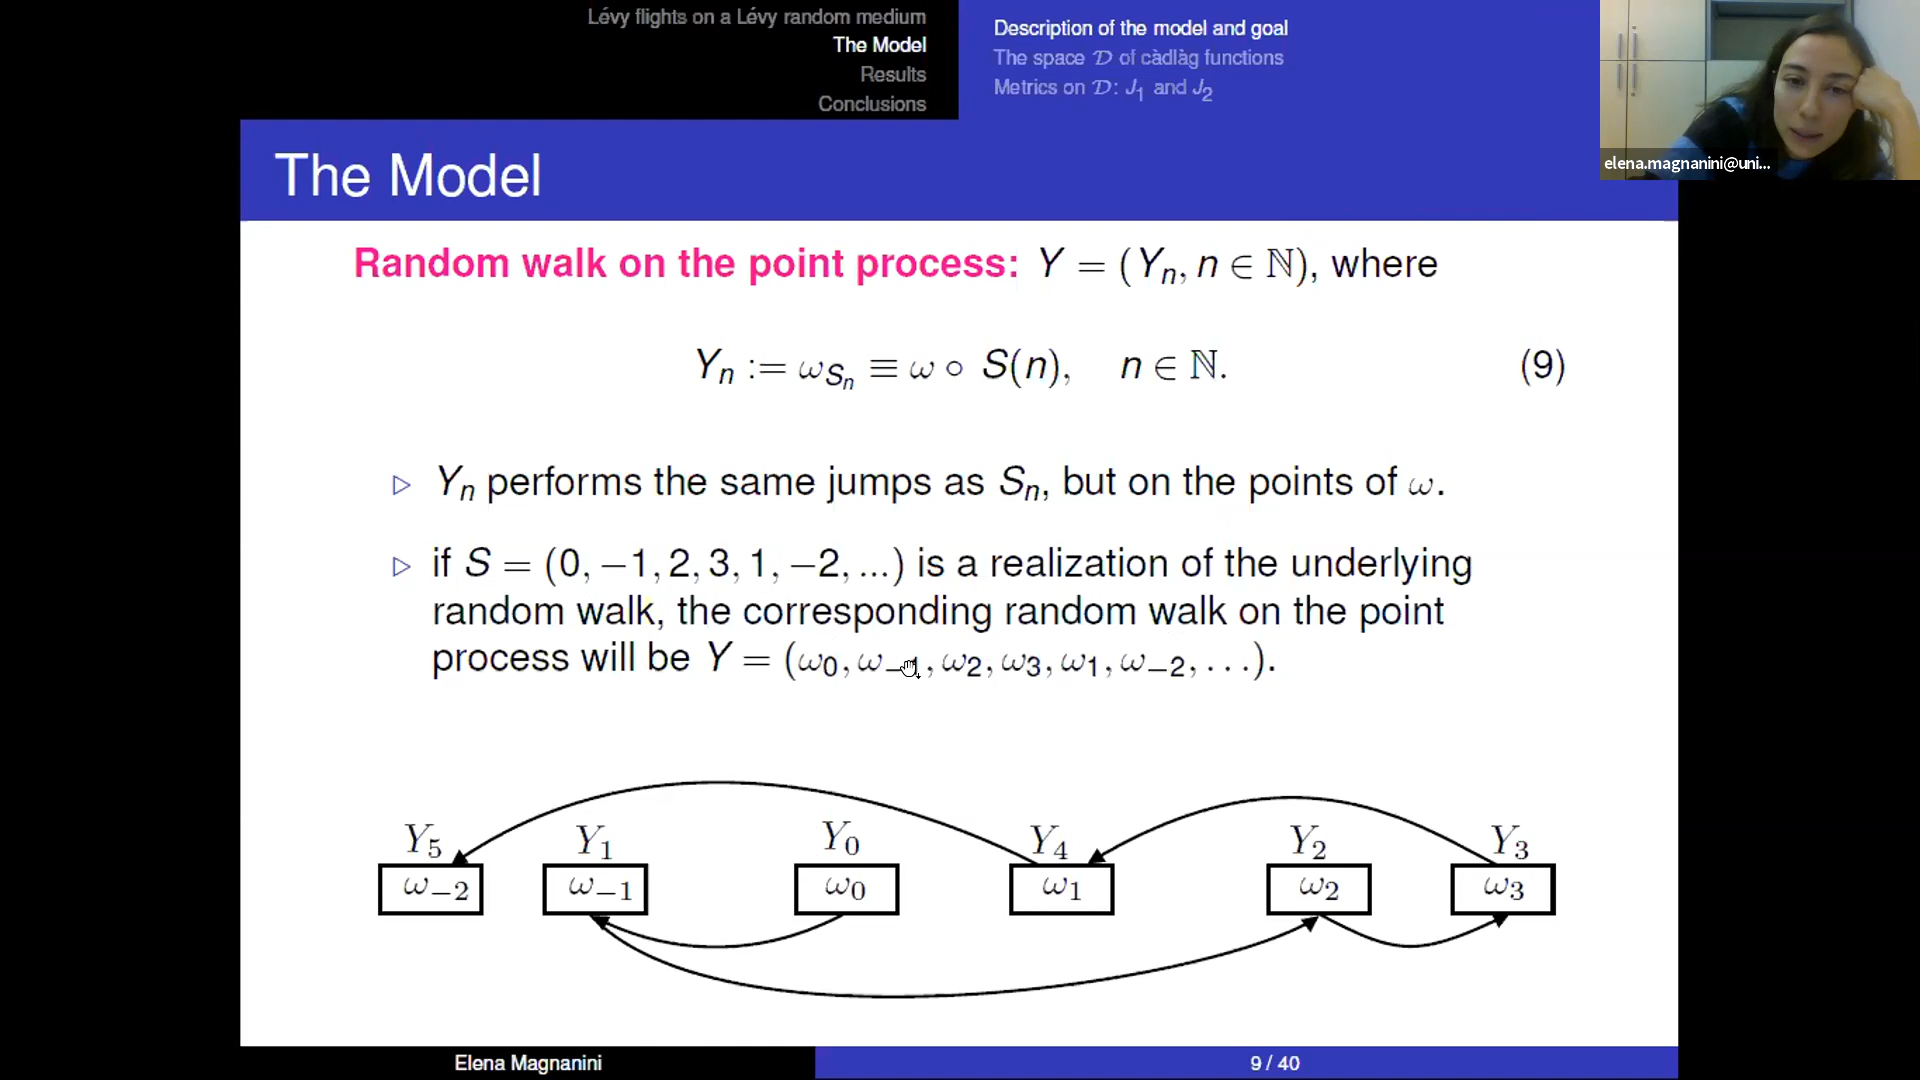 Lévy flights on a Lévy random medium
The Model
Results
Conclusions
Description of the model and goal
The space 𝒟 of càdlàg functions
Metrics on 𝒟: J₁ and J₂
elena.magnanini@uni...
The Model
Random walk on the point process: Y = (Yₙ, n ∈ ℕ), where
Yₙ := ω_{Sₙ} ≡ ω ∘ S(n), n ∈ ℕ. (9)
▷ Yₙ performs the same jumps as Sₙ, but on the points of ω.
▷ if S = (0, −1, 2, 3, 1, −2, ...) is a realization of the underlying
random walk, the corresponding random walk on the point
process will be Y = (ω₀, ω₋₁, ω₂, ω₃, ω₁, ω₋₂, . . .).
Y₅ Y₁ Y₀ Y₄ Y₂ Y₃
ω₋₂ ω₋₁ ω₀ ω₁ ω₂ ω₃
Elena Magnanini 9 / 40